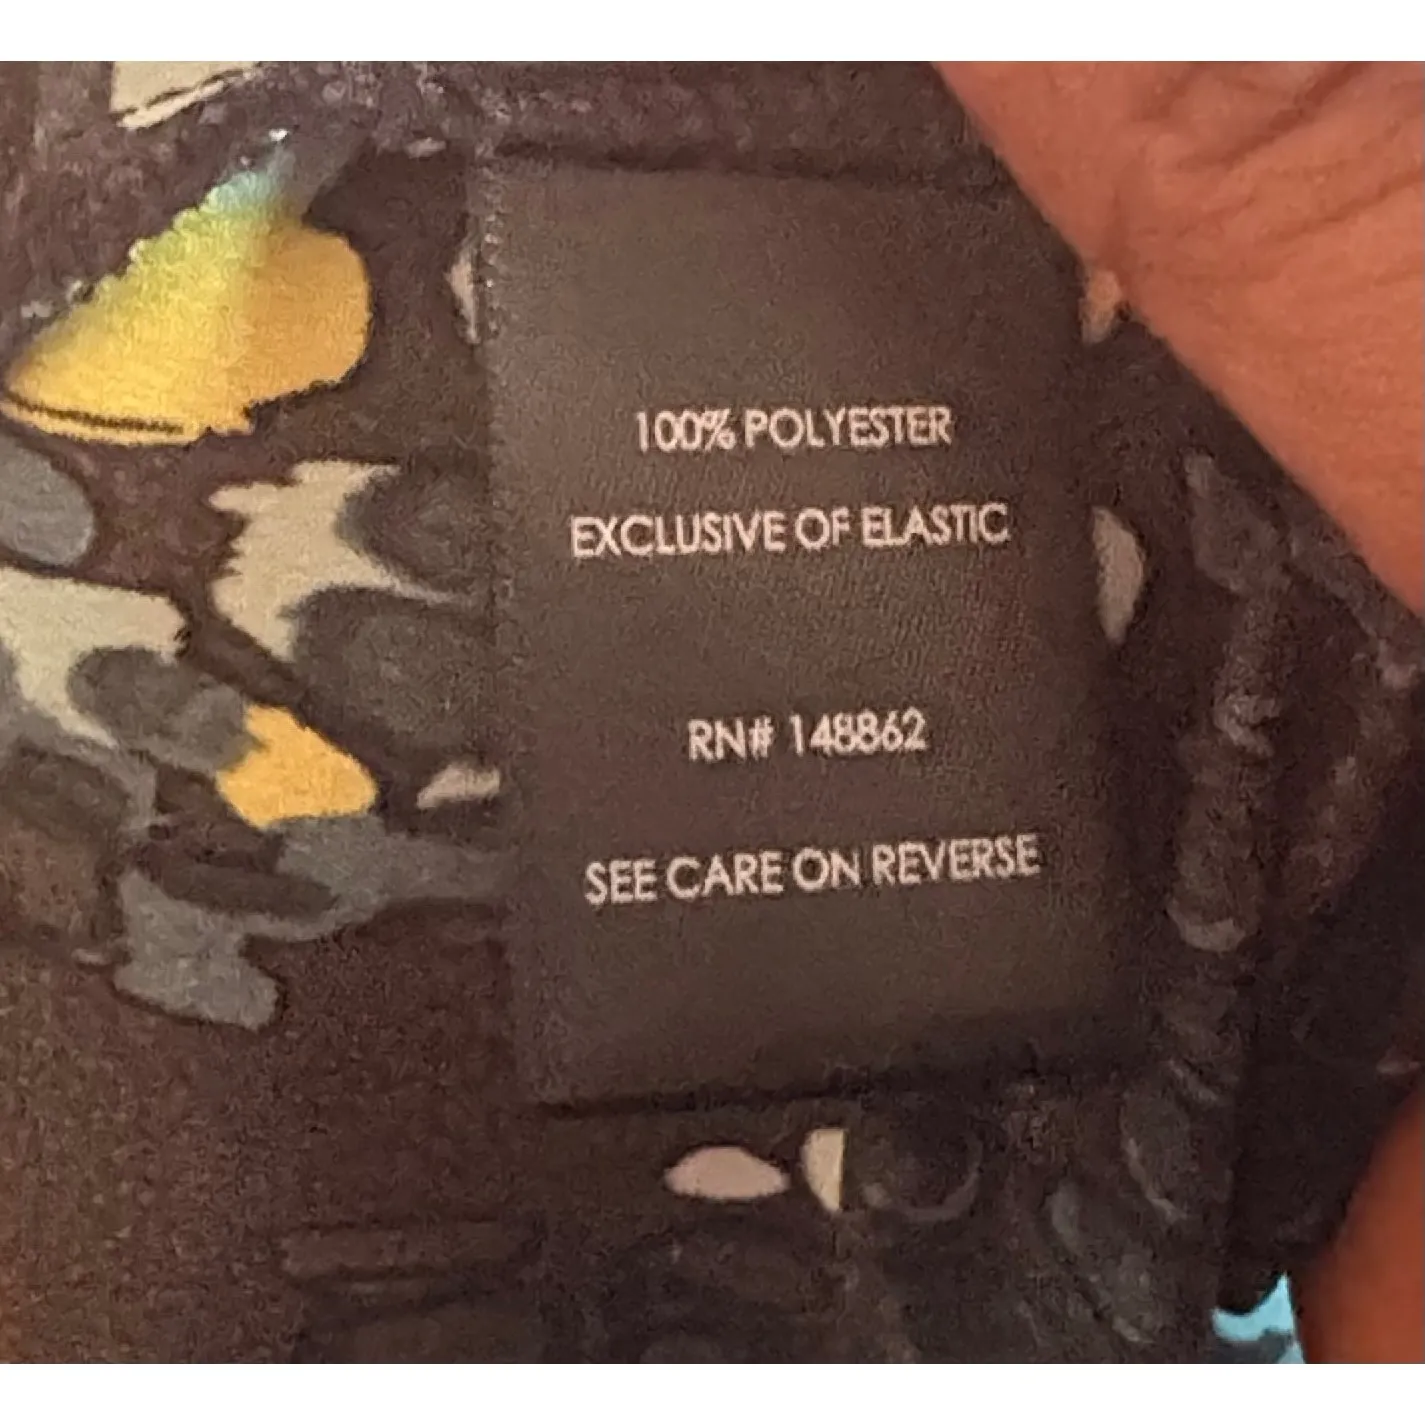 100% POLYESTER
EXCLUSIVE OF ELASTIC
RN# 148862
SEE CARE ON REVERSE